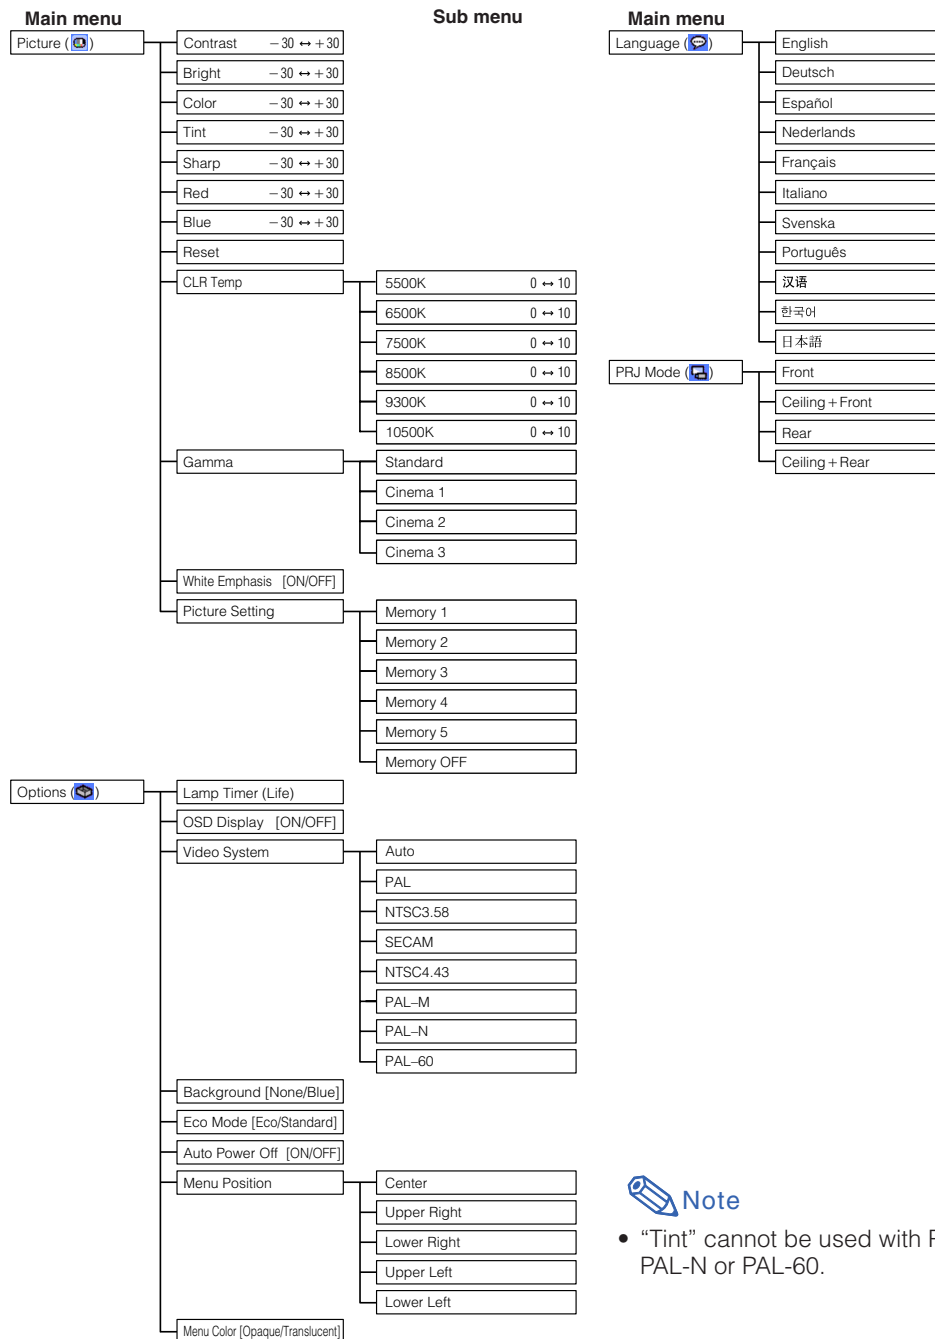 Main menu
Sub menu
Picture ( )
Contrast −30 ↔ +30
Bright −30 ↔ +30
Color −30 ↔ +30
Tint −30 ↔ +30
Sharp −30 ↔ +30
Red −30 ↔ +30
Blue −30 ↔ +30
Reset
CLR Temp
5500K 0 ↔ 10
6500K 0 ↔ 10
7500K 0 ↔ 10
8500K 0 ↔ 10
9300K 0 ↔ 10
10500K 0 ↔ 10
Gamma
Standard
Cinema 1
Cinema 2
Cinema 3
White Emphasis [ON/OFF]
Picture Setting
Memory 1
Memory 2
Memory 3
Memory 4
Memory 5
Memory OFF
Options ( )
Lamp Timer (Life)
OSD Display [ON/OFF]
Video System
Auto
PAL
NTSC3.58
SECAM
NTSC4.43
PAL–M
PAL–N
PAL–60
Background [None/Blue]
Eco Mode [Eco/Standard]
Auto Power Off [ON/OFF]
Menu Position
Center
Upper Right
Lower Right
Upper Left
Lower Left
Menu Color [Opaque/Translucent]
Main menu
Language ( )
English
Deutsch
Español
Nederlands
Français
Italiano
Svenska
Português
汉语
한국어
日本語
PRJ Mode ( )
Front
Ceiling+Front
Rear
Ceiling+Rear
Note
• “Tint” cannot be used with
PAL-N or PAL-60.